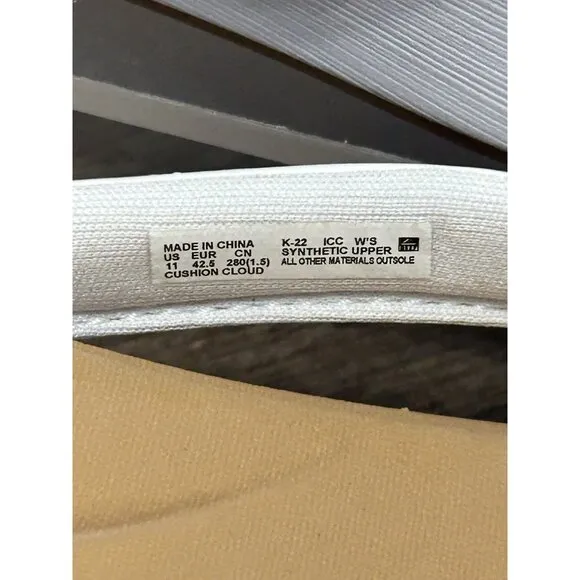 MADE IN CHINA K-22 ICC W'S
US EUR CN SYNTHETIC UPPER
11 42.5 280(1.5) ALL OTHER MATERIALS OUTSOLE
CUSHION CLOUD